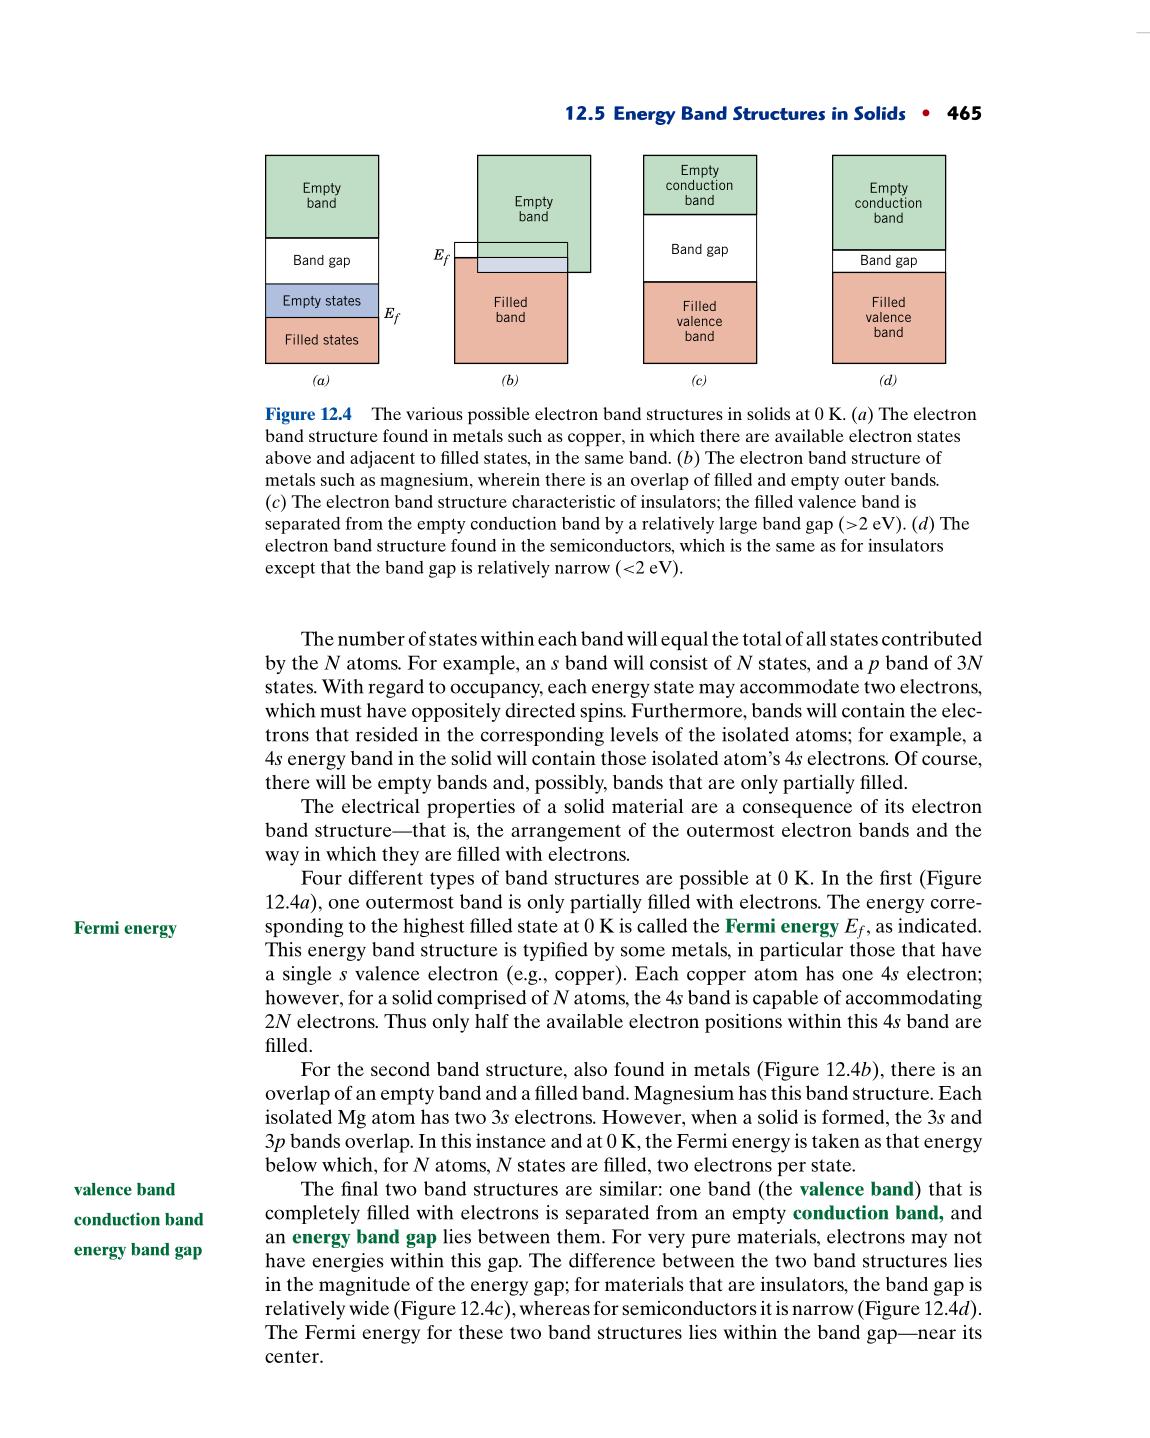 12.5 Energy Band Structures in Solids • 465
Empty
band
Band gap
Empty states
Filled states
Ef
(a)
Empty
band
Ef
Filled
band
(b)
Empty
conduction
band
Band gap
Filled
valence
band
(c)
Empty
conduction
band
Band gap
Filled
valence
band
(d)
Figure 12.4 The various possible electron band structures in solids at 0 K. (a) The electron
band structure found in metals such as copper, in which there are available electron states
above and adjacent to filled states, in the same band. (b) The electron band structure of
metals such as magnesium, wherein there is an overlap of filled and empty outer bands.
(c) The electron band structure characteristic of insulators; the filled valence band is
separated from the empty conduction band by a relatively large band gap (>2 eV). (d) The
electron band structure found in the semiconductors, which is the same as for insulators
except that the band gap is relatively narrow (<2 eV).
The number of states within each band will equal the total of all states contributed
by the N atoms. For example, an s band will consist of N states, and a p band of 3N
states. With regard to occupancy, each energy state may accommodate two electrons,
which must have oppositely directed spins. Furthermore, bands will contain the elec-
trons that resided in the corresponding levels of the isolated atoms; for example, a
4s energy band in the solid will contain those isolated atom's 4s electrons. Of course,
there will be empty bands and, possibly, bands that are only partially filled.
The electrical properties of a solid material are a consequence of its electron
band structure—that is, the arrangement of the outermost electron bands and the
way in which they are filled with electrons.
Four different types of band structures are possible at 0 K. In the first (Figure
12.4a), one outermost band is only partially filled with electrons. The energy corre-
Fermi energy
sponding to the highest filled state at 0 K is called the Fermi energy Ef, as indicated.
This energy band structure is typified by some metals, in particular those that have
a single s valence electron (e.g., copper). Each copper atom has one 4s electron;
however, for a solid comprised of N atoms, the 4s band is capable of accommodating
2N electrons. Thus only half the available electron positions within this 4s band are
filled.
For the second band structure, also found in metals (Figure 12.4b), there is an
overlap of an empty band and a filled band. Magnesium has this band structure. Each
isolated Mg atom has two 3s electrons. However, when a solid is formed, the 3s and
3p bands overlap. In this instance and at 0 K, the Fermi energy is taken as that energy
below which, for N atoms, N states are filled, two electrons per state.
valence band
The final two band structures are similar: one band (the valence band) that is
conduction band
completely filled with electrons is separated from an empty conduction band, and
energy band gap
an energy band gap lies between them. For very pure materials, electrons may not
have energies within this gap. The difference between the two band structures lies
in the magnitude of the energy gap; for materials that are insulators, the band gap is
relatively wide (Figure 12.4c), whereas for semiconductors it is narrow (Figure 12.4d).
The Fermi energy for these two band structures lies within the band gap—near its
center.